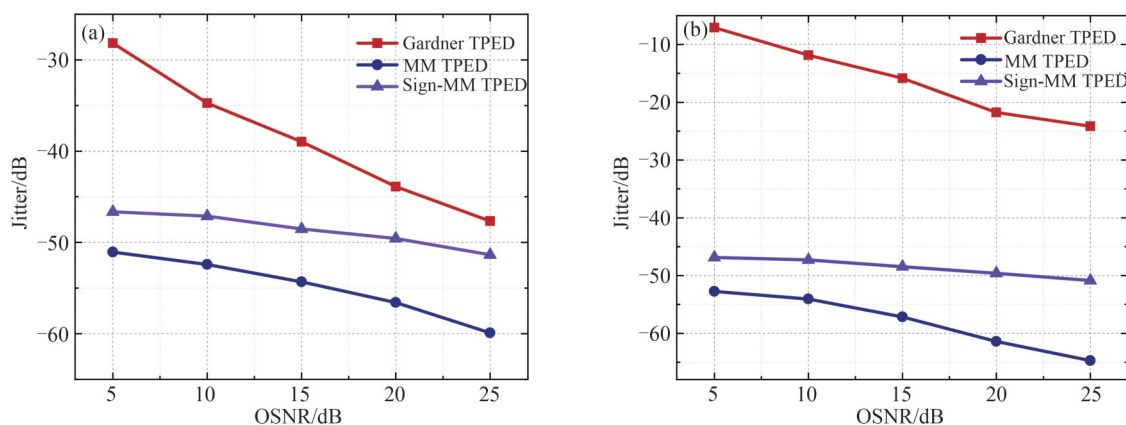 (a)
Gardner TPED
MM TPED
Sign-MM TPED
−30
−40
−50
−60
Jitter/dB
5 10 15 20 25
OSNR/dB
(b)
Gardner TPED
MM TPED
Sign-MM TPED
−10
−20
−30
−40
−50
−60
Jitter/dB
5 10 15 20 25
OSNR/dB